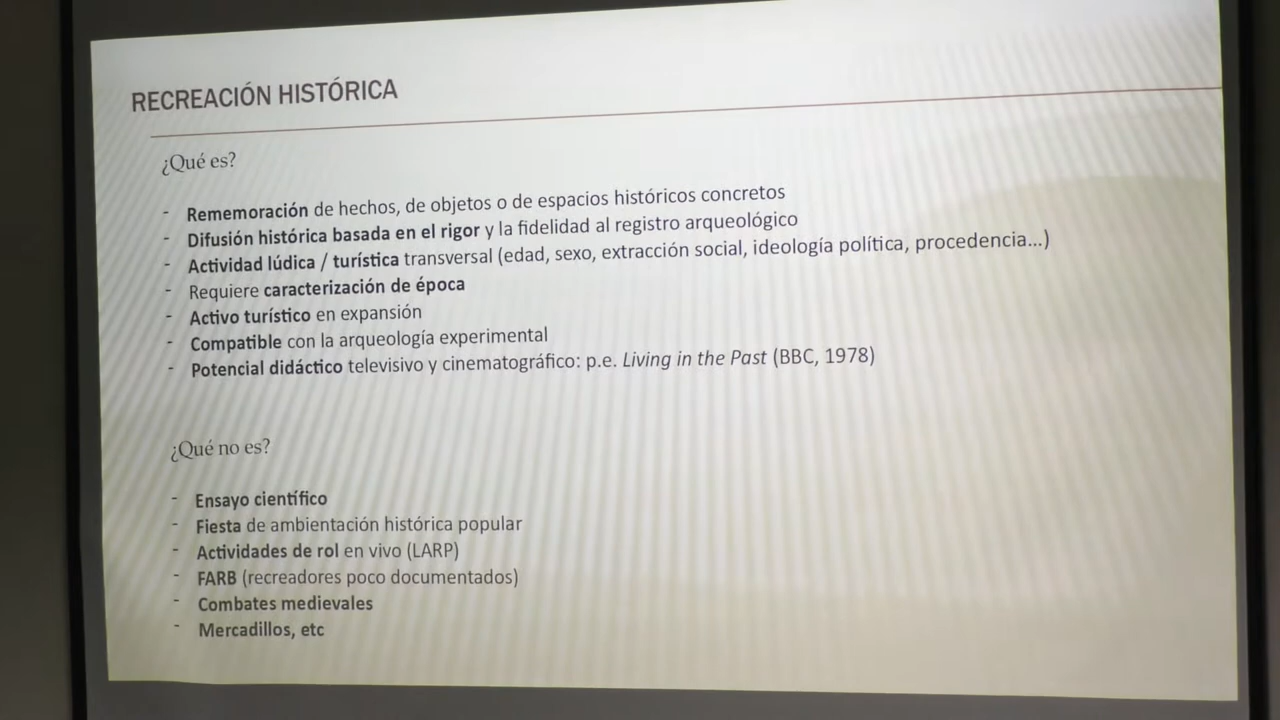 RECREACIÓN HISTÓRICA
¿Qué es?
- Rememoración de hechos, de objetos o de espacios históricos concretos
- Difusión histórica basada en el rigor y la fidelidad al registro arqueológico
- Actividad lúdica / turística transversal (edad, sexo, extracción social, ideología política, procedencia...)
- Requiere caracterización de época
- Activo turístico en expansión
- Compatible con la arqueología experimental
- Potencial didáctico televisivo y cinematográfico: p.e. Living in the Past (BBC, 1978)
¿Qué no es?
- Ensayo científico
- Fiesta de ambientación histórica popular
- Actividades de rol en vivo (LARP)
- FARB (recreadores poco documentados)
- Combates medievales
- Mercadillos, etc